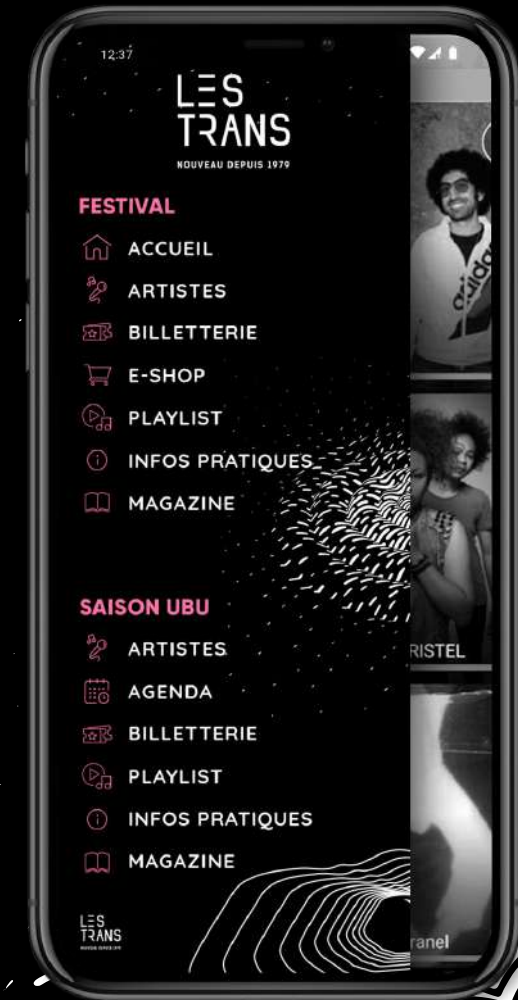 12:37
LES
TRANS
NOUVEAU DEPUIS 1979
FESTIVAL
ACCUEIL
ARTISTES
BILLETTERIE
E-SHOP
PLAYLIST
INFOS PRATIQUES
MAGAZINE
SAISON UBU
ARTISTES
AGENDA
BILLETTERIE
PLAYLIST
INFOS PRATIQUES
MAGAZINE
LES
TRANS
adidas
RISTEL
ranel